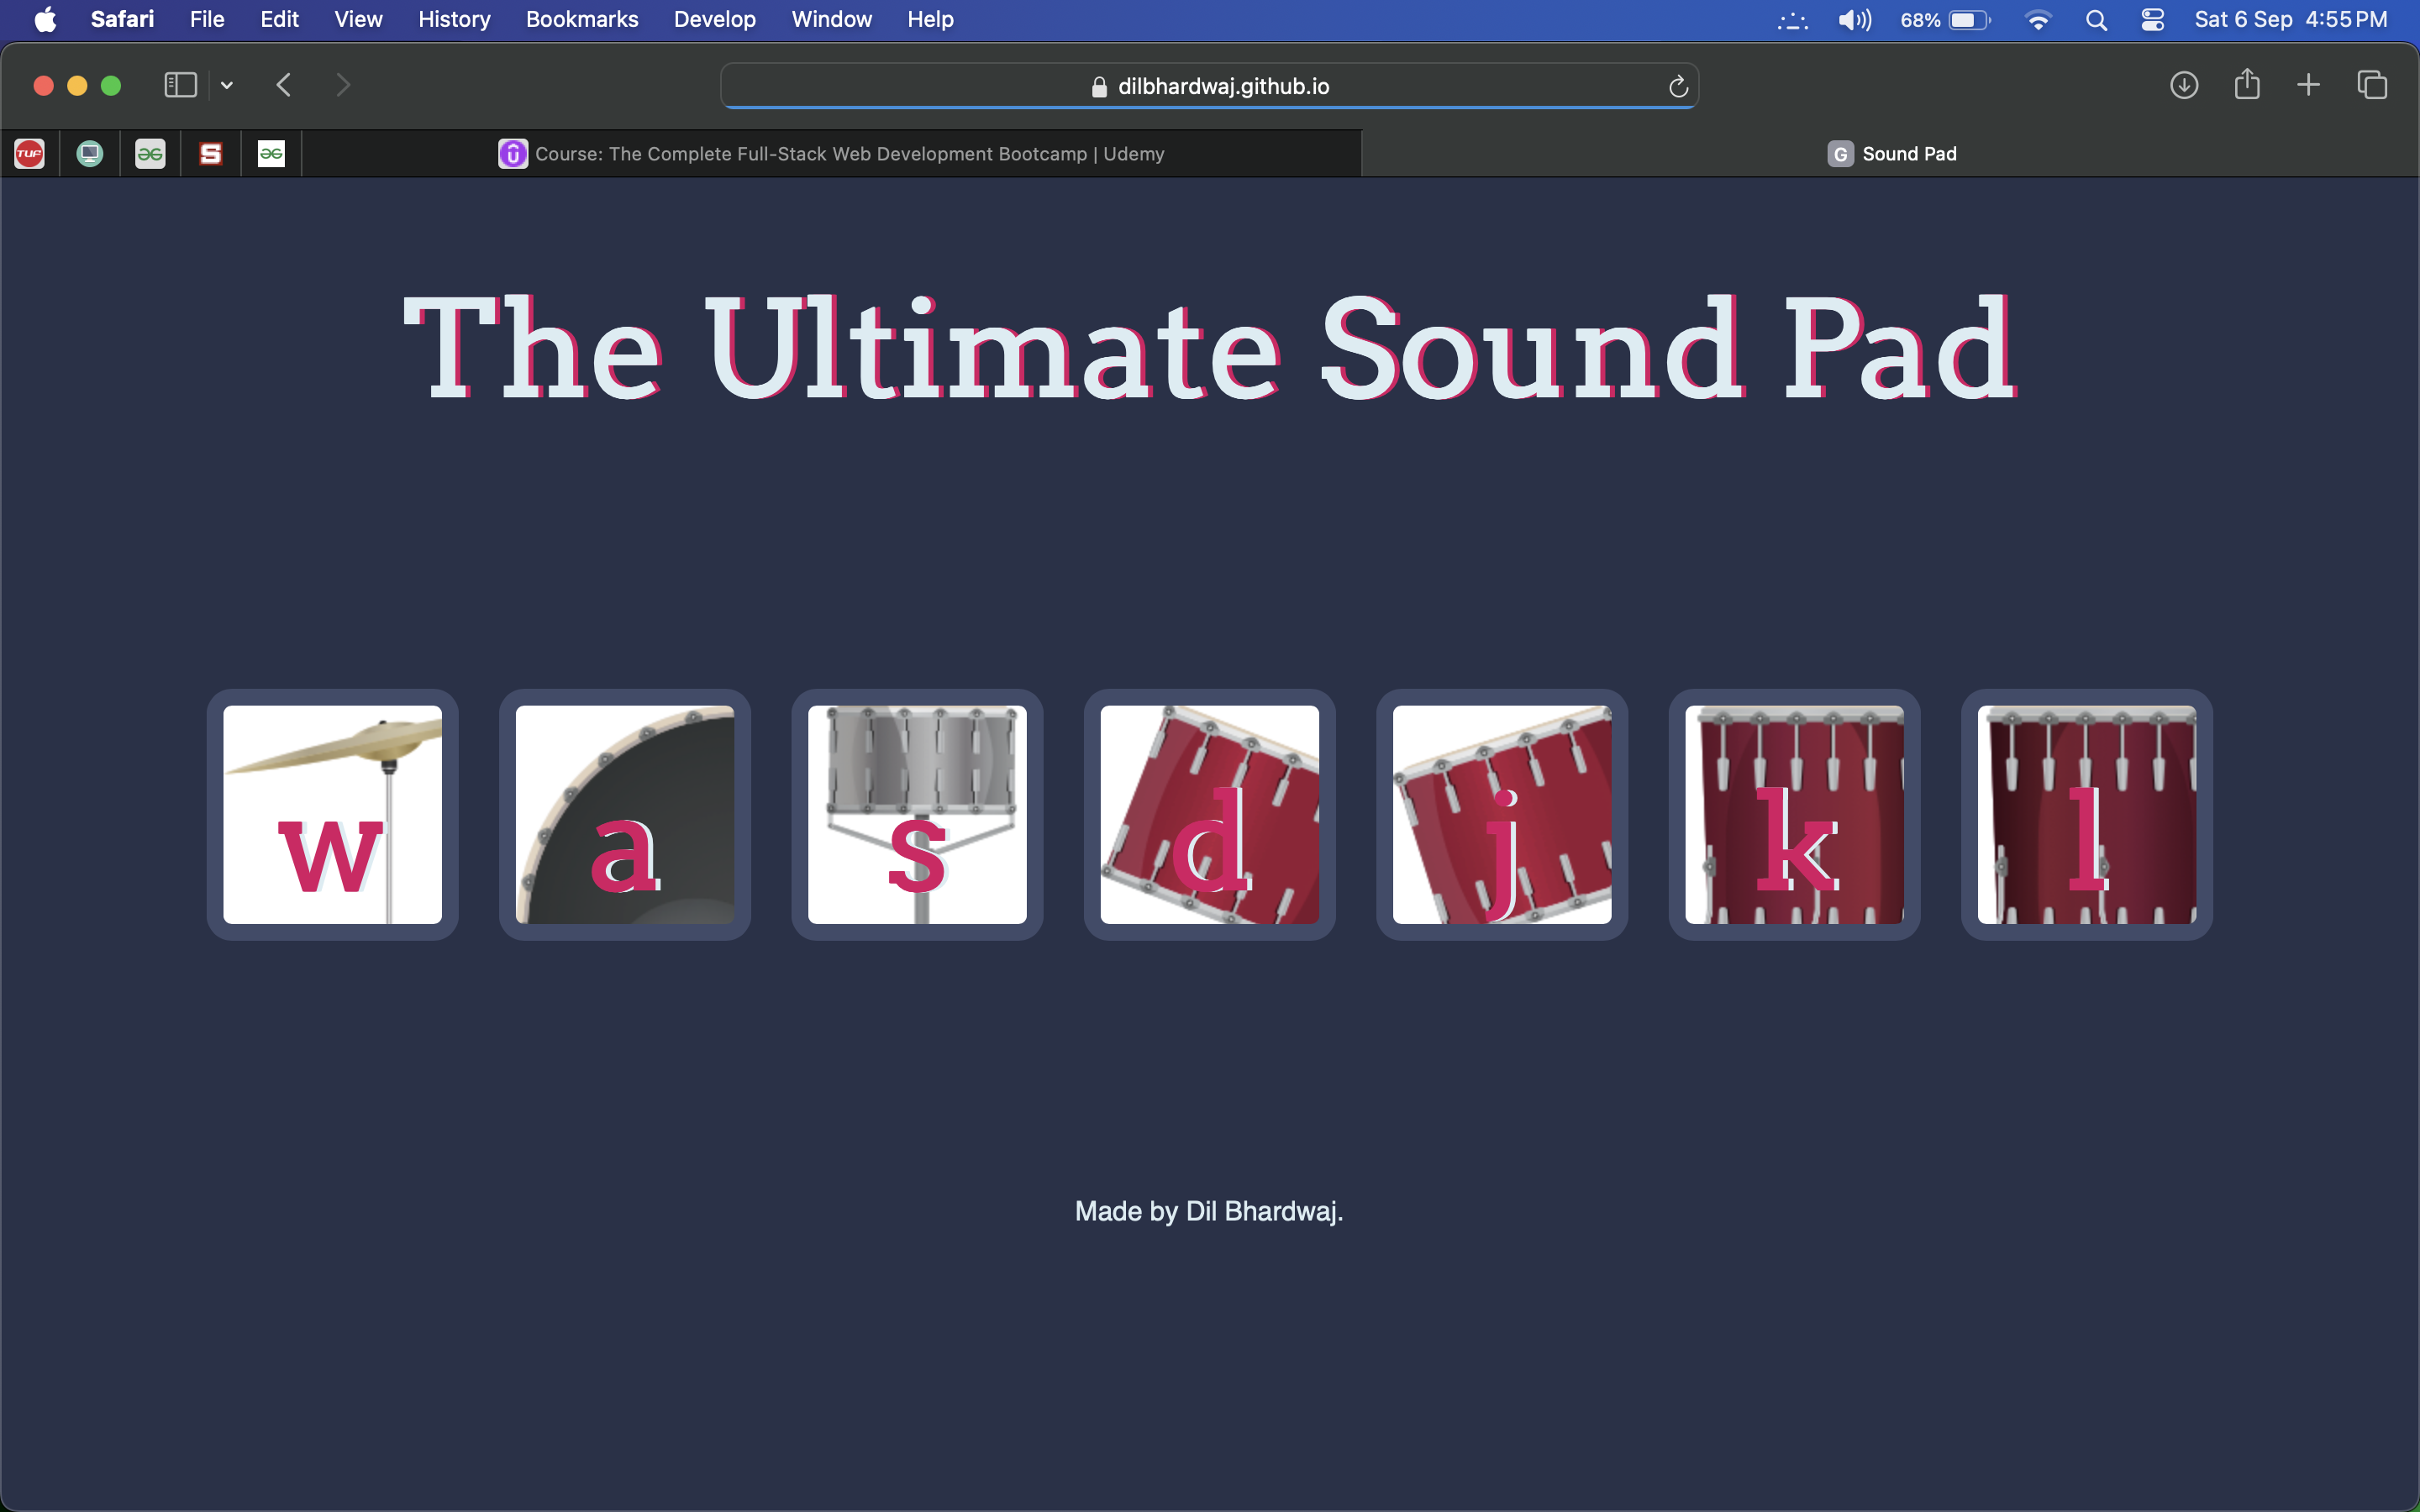 Safari File Edit View History Bookmarks Develop Window Help 68% Sat 6 Sep 4:55 PM
dilbhardwaj.github.io
TUF S Course: The Complete Full-Stack Web Development Bootcamp | Udemy G Sound Pad
The Ultimate Sound Pad
w a s d j k l
Made by Dil Bhardwaj.